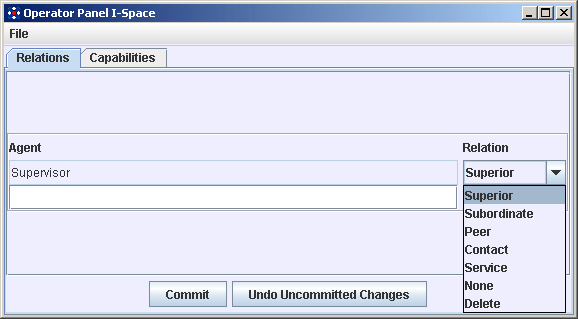 Operator Panel I-Space
File
Relations Capabilities
Agent Relation
Supervisor Superior
Superior
Subordinate
Peer
Contact
Service
None
Delete
Commit Undo Uncommitted Changes